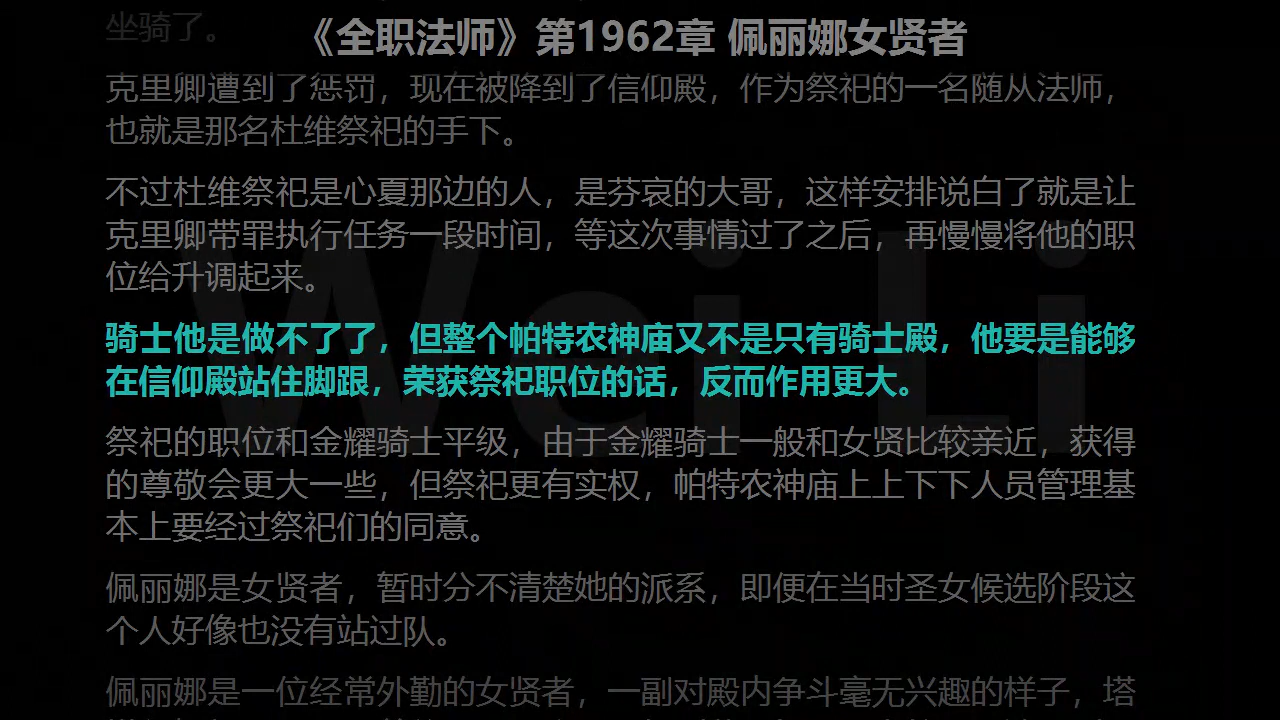 坐骑了。
《全职法师》第1962章 佩丽娜女贤者
克里卿遭到了惩罚，现在被降到了信仰殿，作为祭祀的一名随从法师，
也就是那名杜维祭祀的手下。
不过杜维祭祀是心夏那边的人，是芬哀的大哥，这样安排说白了就是让
克里卿带罪执行任务一段时间，等这次事情过了之后，再慢慢将他的职
位给升调起来。
骑士他是做不了了，但整个帕特农神庙又不是只有骑士殿，他要是能够
在信仰殿站住脚跟，荣获祭祀职位的话，反而作用更大。
祭祀的职位和金耀骑士平级，由于金耀骑士一般和女贤比较亲近，获得
的尊敬会更大一些，但祭祀更有实权，帕特农神庙上上下下人员管理基
本上要经过祭祀们的同意。
佩丽娜是女贤者，暂时分不清楚她的派系，即便在当时圣女候选阶段这
个人好像也没有站过队。
佩丽娜是一位经常外勤的女贤者，一副对殿内争斗毫无兴趣的样子，塔
Wei Li